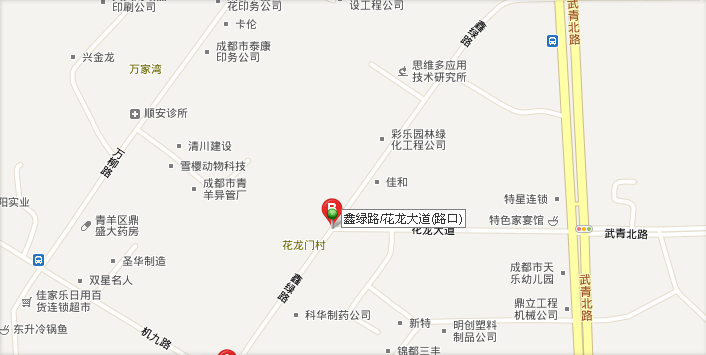 印刷公司
花印务公司
设工程公司
卡伦
武青北路
鑫绿路
兴金龙
成都市泰康
印务公司
万家湾
思维多应用
技术研究所
顺安诊所
彩乐园林绿
化工程公司
清川建设
万柳路
雪樱动物科技
佳和
成都市青
羊异管厂
阳实业
特星连锁
B
鑫绿路/花龙大道(路口)
青羊区鼎
盛大药房
特色家宴馆
花龙大道
武青北路
花龙门村
圣华制造
成都市天
乐幼儿园
双星名人
鑫绿路
武青北路
佳家乐日用百
货连锁超市
鼎立工程
机械公司
科华制药公司
东升冷锅鱼
机九路
新特
明创塑料
制品公司
锦都三丰